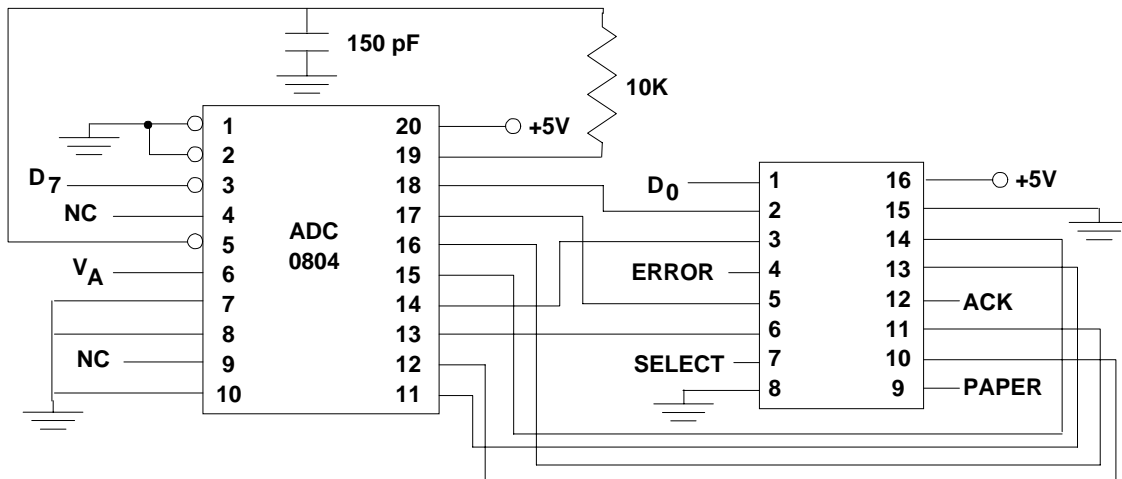 150 pF
10K
1 20 +5V
2 19
D7 3 18
NC 4 17
5 ADC 16
VA 6 0804 15
7 14
8 13
NC 9 12
10 11
D0 1 16 +5V
2 15
3 14
ERROR 4 13
5 12 ACK
6 11
SELECT 7 10
8 9 PAPER